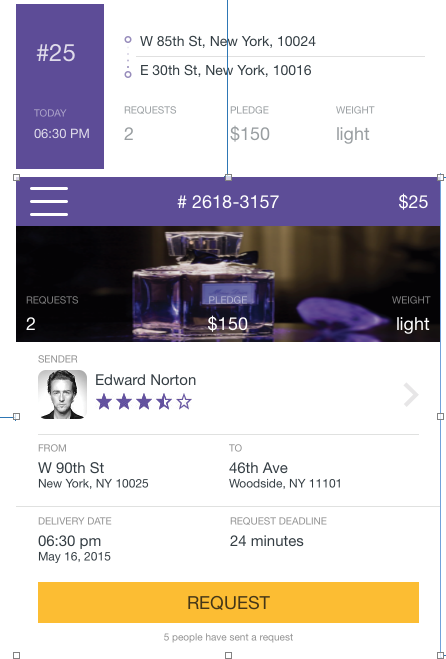 #25
TODAY
06:30 PM
W 85th St, New York, 10024
E 30th St, New York, 10016
REQUESTS PLEDGE WEIGHT
2 $150 light
# 2618-3157 $25
REQUESTS PLEDGE WEIGHT
2 $150 light
SENDER
Edward Norton
FROM TO
W 90th St 46th Ave
New York, NY 10025 Woodside, NY 11101
DELIVERY DATE REQUEST DEADLINE
06:30 pm 24 minutes
May 16, 2015
REQUEST
5 people have sent a request